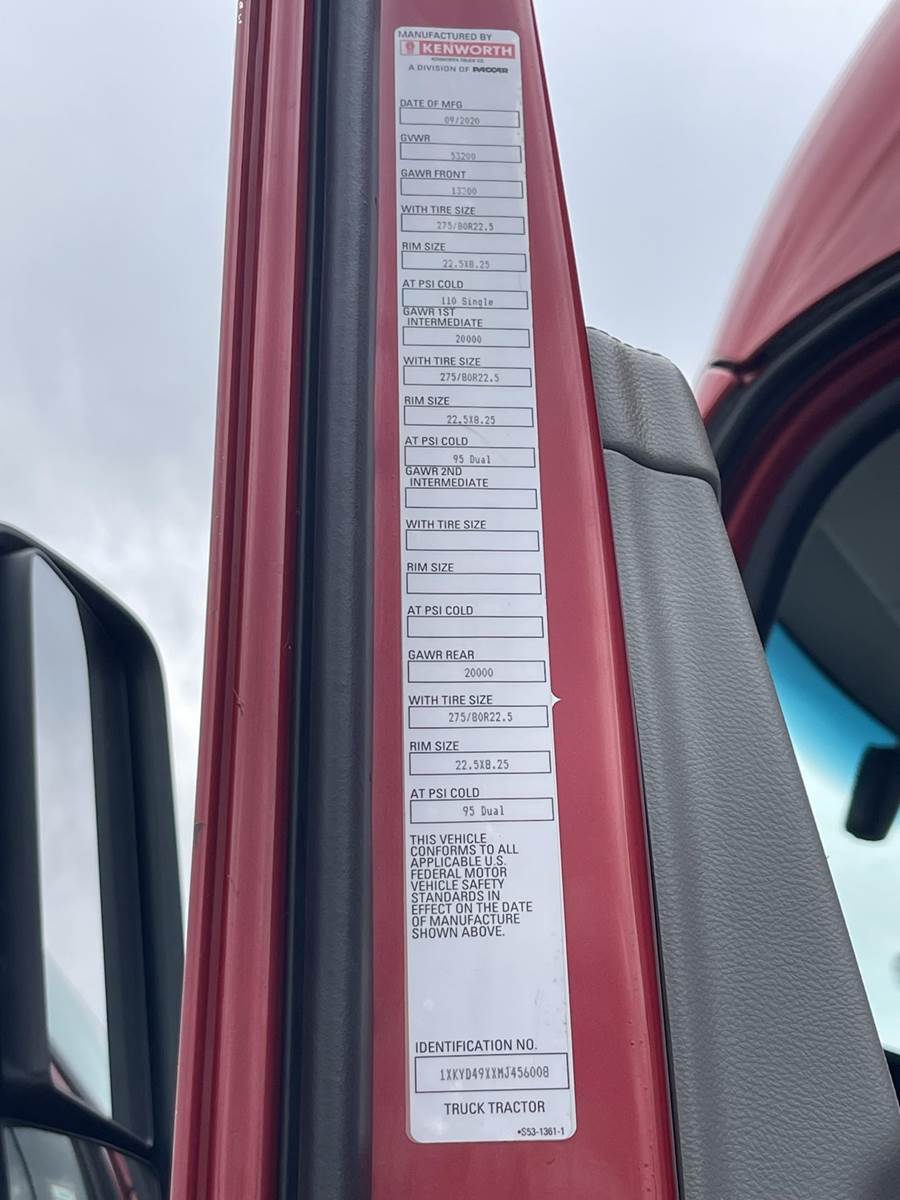 MANUFACTURED BY
KENWORTH
KENWORTH TRUCK CO.
A DIVISION OF PACCAR
DATE OF MFG
09/2020
GVWR
53200
GAWR FRONT
13200
WITH TIRE SIZE
275/80R22.5
RIM SIZE
22.5X8.25
AT PSI COLD
110 Single
GAWR 1ST
INTERMEDIATE
20000
WITH TIRE SIZE
275/80R22.5
RIM SIZE
22.5X8.25
AT PSI COLD
95 Dual
GAWR 2ND
INTERMEDIATE
WITH TIRE SIZE
RIM SIZE
AT PSI COLD
GAWR REAR
20000
WITH TIRE SIZE
275/80R22.5
RIM SIZE
22.5X8.25
AT PSI COLD
95 Dual
THIS VEHICLE
CONFORMS TO ALL
APPLICABLE U.S.
FEDERAL MOTOR
VEHICLE SAFETY
STANDARDS IN
EFFECT ON THE DATE
OF MANUFACTURE
SHOWN ABOVE.
IDENTIFICATION NO.
1XKYD49XXMJ456008
TRUCK TRACTOR
•S53-1361-1